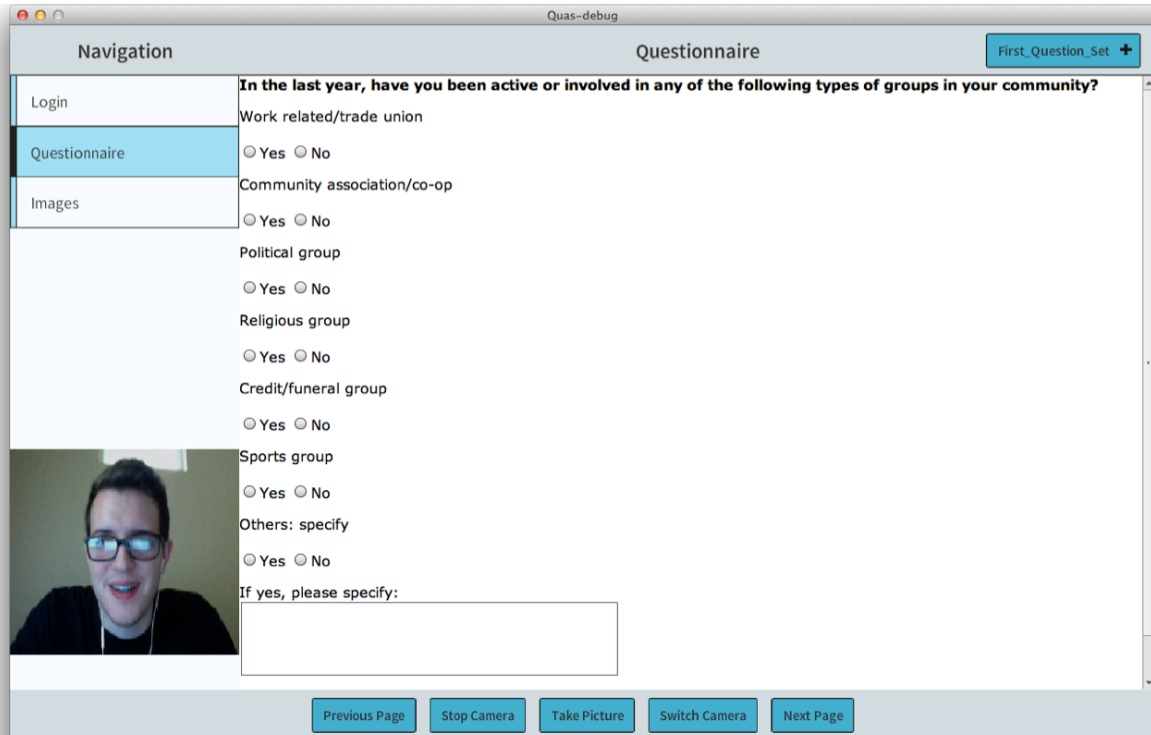 Quas-debug
Navigation
Questionnaire
First_Question_Set +
Login
Questionnaire
Images
In the last year, have you been active or involved in any of the following types of groups in your community?
Work related/trade union
Yes No
Community association/co-op
Yes No
Political group
Yes No
Religious group
Yes No
Credit/funeral group
Yes No
Sports group
Yes No
Others: specify
Yes No
If yes, please specify:
Previous Page Stop Camera Take Picture Switch Camera Next Page